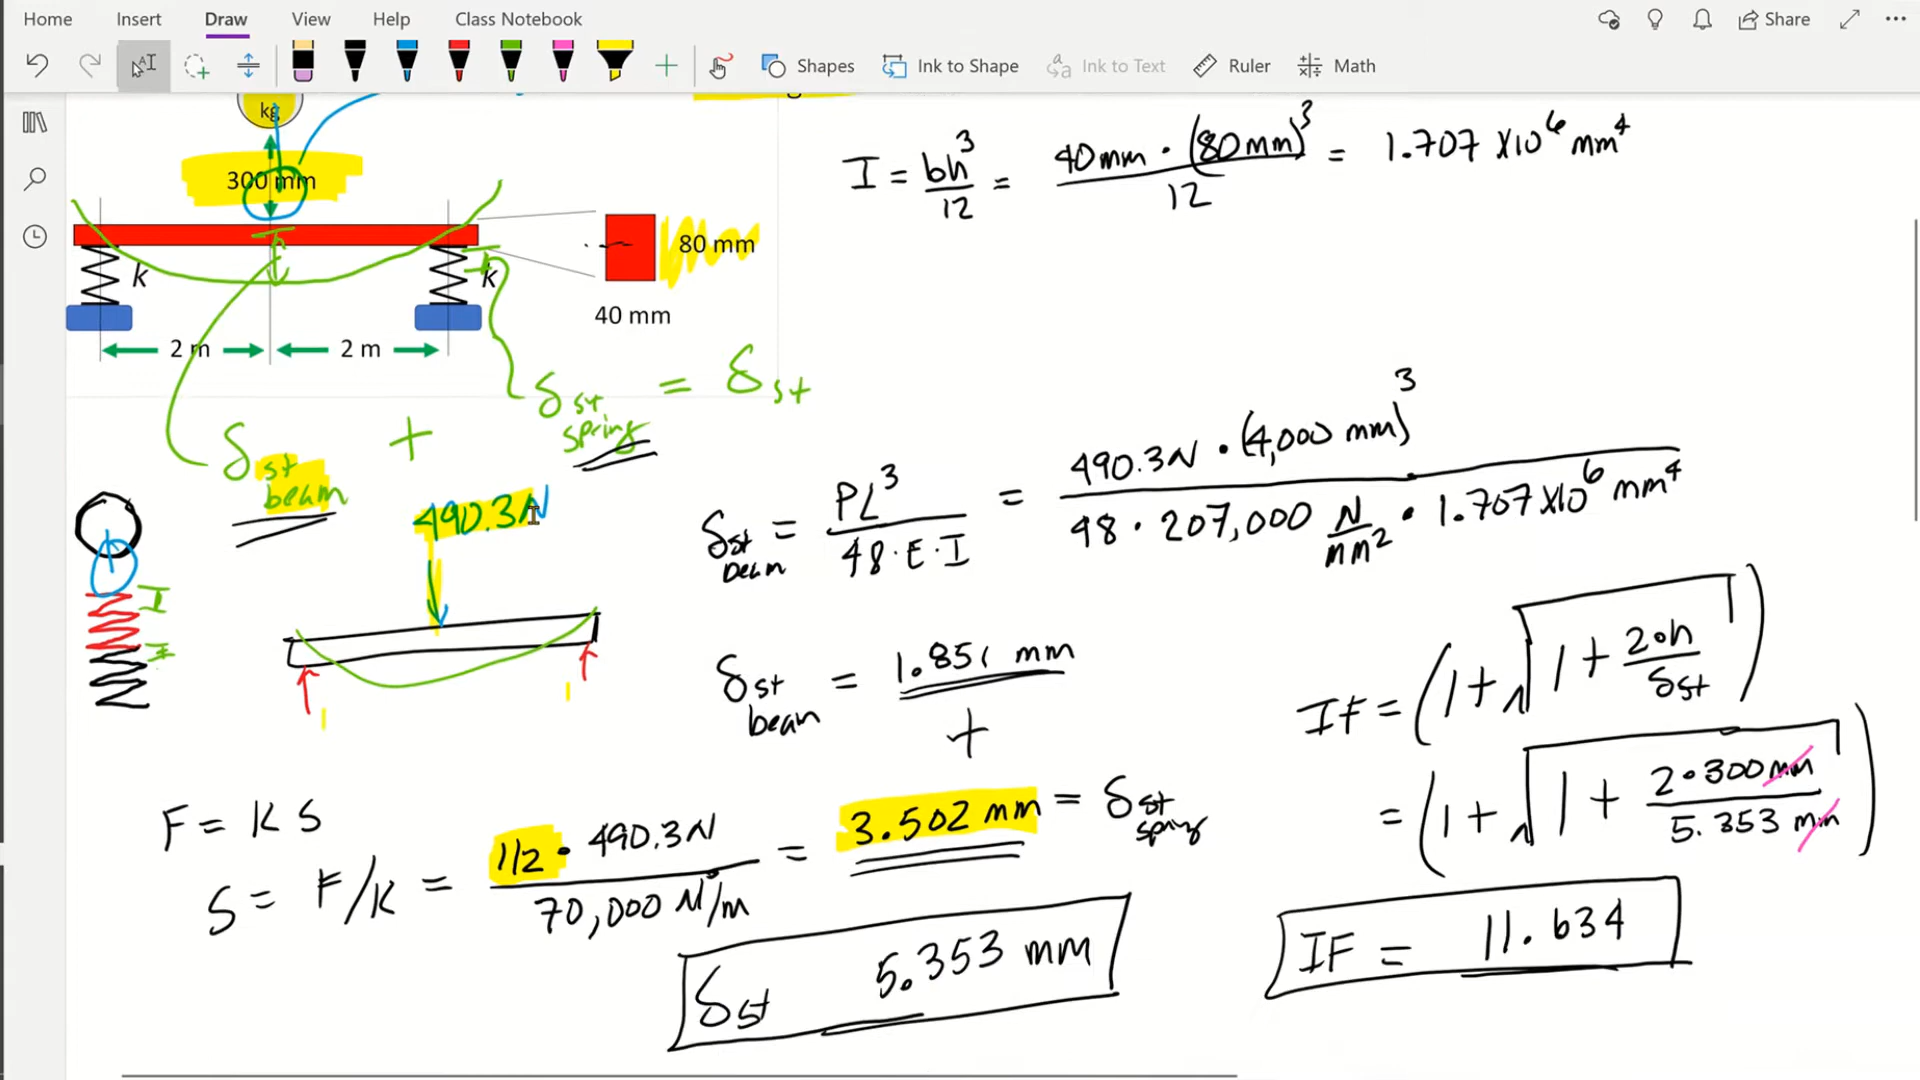 Home Insert Draw View Help Class Notebook Share
Shapes Ink to Shape Ink to Text Ruler Math
kg
300 mm
I = bh³/12 = 40mm · (80mm)³/12 = 1.707 x10⁶ mm⁴
80 mm
k k
40 mm
2 m 2 m
δst beam + δst spring = δst
490.3N
δst beam = PL³/48·E·I = 490.3N · (4,000 mm)³/48 · 207,000 N/mm² · 1.707x10⁶ mm⁴
δst beam = 1.851 mm
+
IF = (1+√1 + 2·h/δst)
F = K S
S = F/K = 1/2 · 490.3N/70,000 N/m = 3.502 mm = δst spring
= (1+√1 + 2·300mm/5.353 mm)
δst 5.353 mm
IF = 11.634